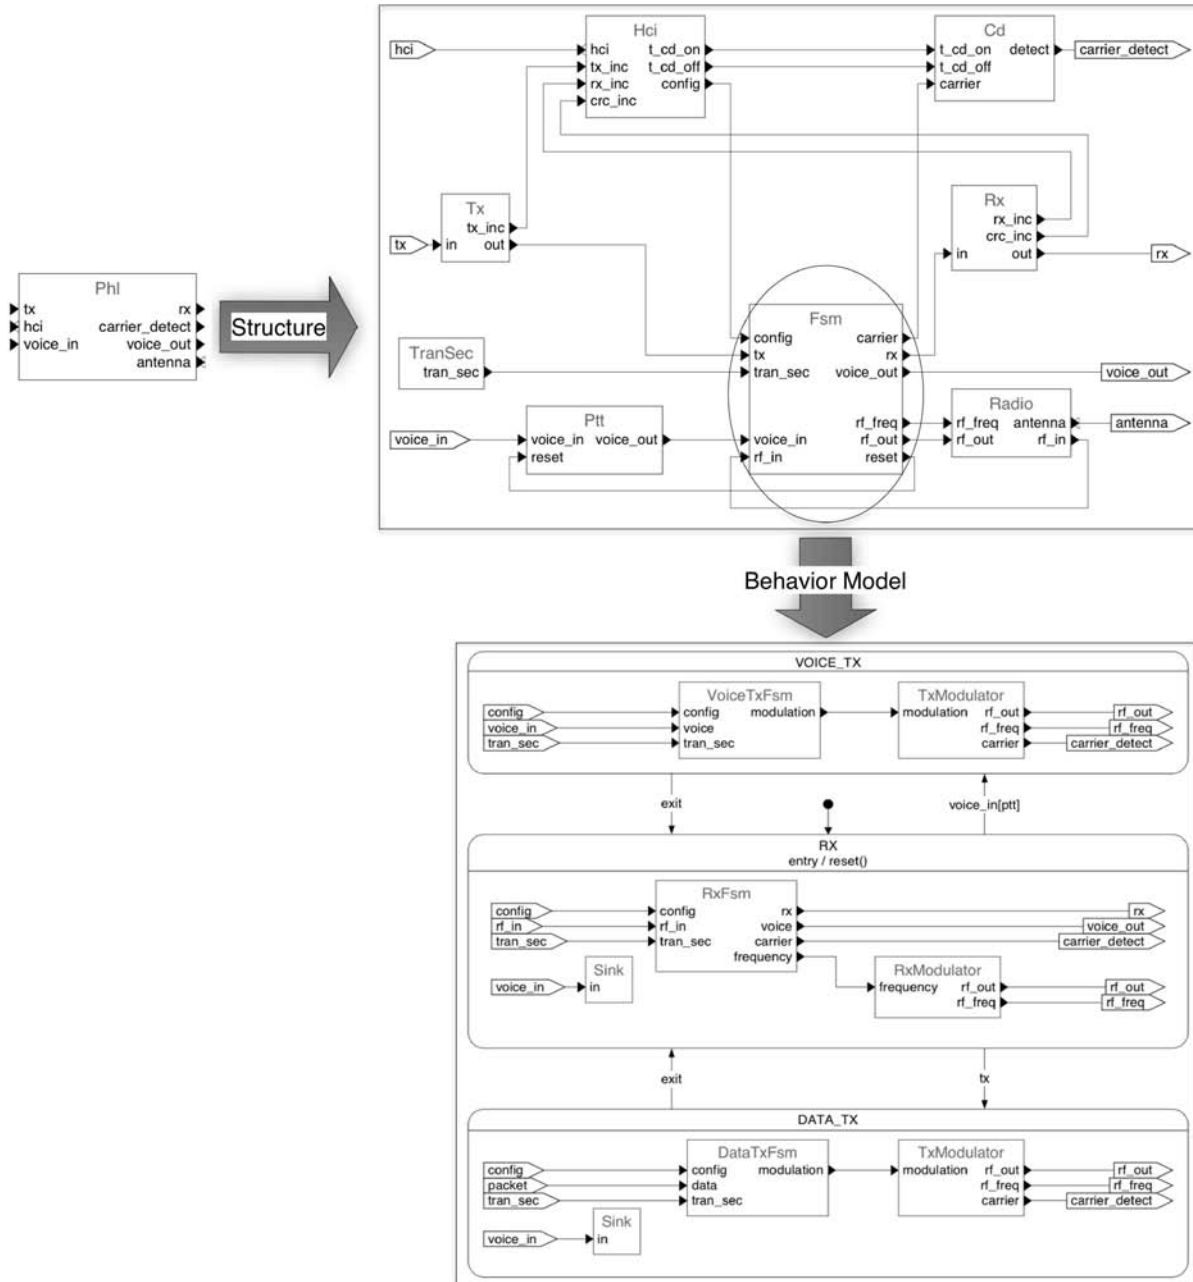 Phl
tx rx
hci carrier_detect
voice_in voice_out
antenna
Structure
hci
Hci
hci t_cd_on
tx_inc t_cd_off
rx_inc config
crc_inc
Cd
t_cd_on detect
t_cd_off
carrier
carrier_detect
tx
Tx
tx_inc
in out
Rx
rx_inc
crc_inc
in out
rx
TranSec
tran_sec
Fsm
config carrier
tx rx
tran_sec voice_out
rf_freq
voice_in rf_out
rf_in reset
voice_out
voice_in
Ptt
voice_in voice_out
reset
Radio
rf_freq antenna
rf_out rf_in
antenna
Behavior Model
VOICE_TX
config
voice_in
tran_sec
VoiceTxFsm
config modulation
voice
tran_sec
TxModulator
modulation rf_out
rf_freq
carrier
rf_out
rf_freq
carrier_detect
exit
voice_in[ptt]
RX
entry / reset()
config
rf_in
tran_sec
voice_in
Sink
in
RxFsm
config rx
rf_in voice
tran_sec carrier
frequency
RxModulator
frequency rf_out
rf_freq
rx
voice_out
carrier_detect
rf_out
rf_freq
exit
tx
DATA_TX
config
packet
tran_sec
voice_in
Sink
in
DataTxFsm
config modulation
data
tran_sec
TxModulator
modulation rf_out
rf_freq
carrier
rf_out
rf_freq
carrier_detect